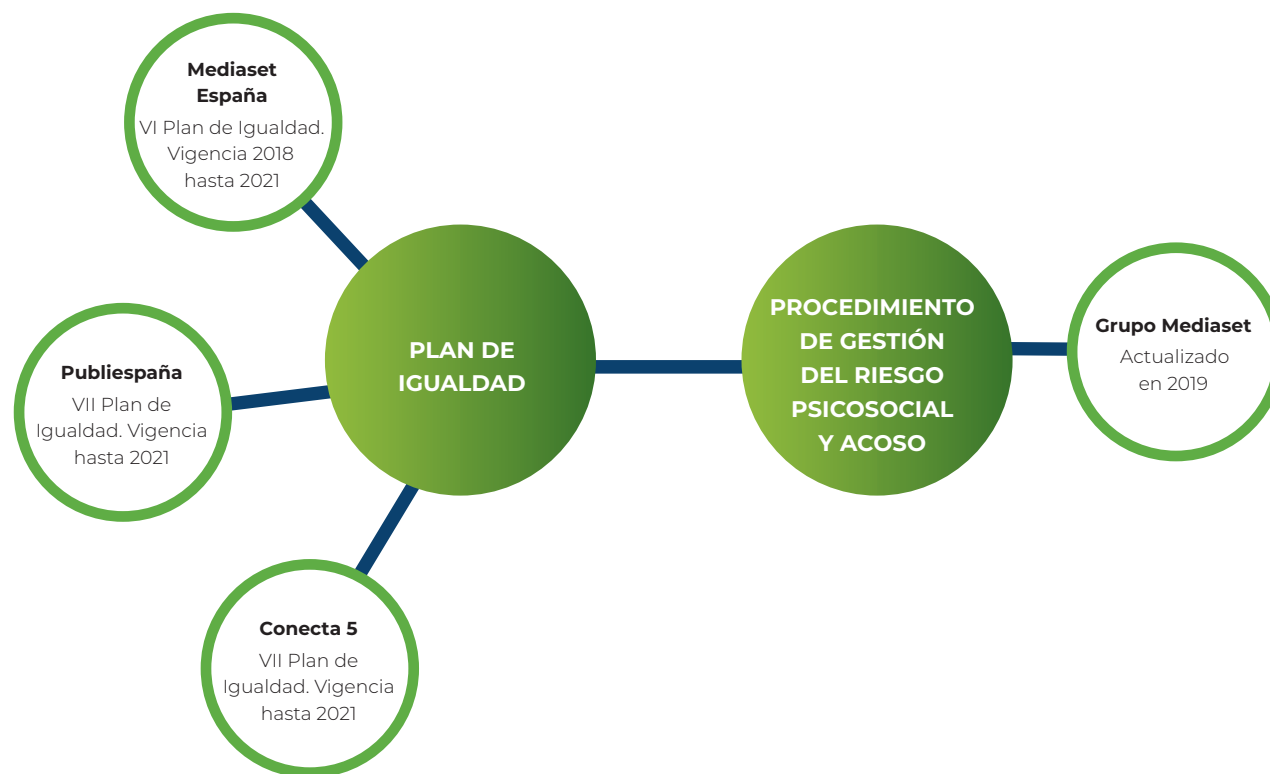 Mediaset
España
VI Plan de Igualdad.
Vigencia 2018
hasta 2021
Publiespaña
VII Plan de
Igualdad. Vigencia
hasta 2021
Conecta 5
VII Plan de
Igualdad. Vigencia
hasta 2021
PLAN DE
IGUALDAD
PROCEDIMIENTO
DE GESTIÓN
DEL RIESGO
PSICOSOCIAL
Y ACOSO
Grupo Mediaset
Actualizado
en 2019